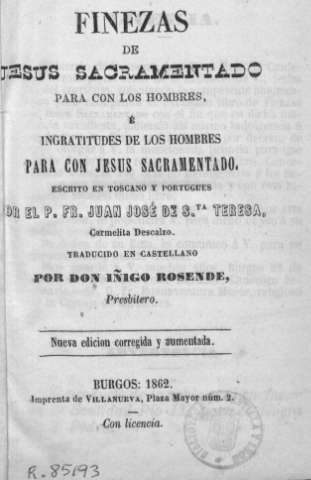 FINEZAS
DE
JESUS SACRAMENTADO
PARA CON LOS HOMBRES,
É
INGRATITUDES DE LOS HOMBRES
PARA CON JESUS SACRAMENTADO.
ESCRITO EN TOSCANO Y PORTUGUES
POR EL P. FR. JUAN JOSÉ DE S.TA TERESA,
Carmelita Descalzo.
TRADUCIDO EN CASTELLANO
POR DON IÑIGO ROSENDE,
Presbitero.
Nueva edicion corregida y aumentada.
BURGOS: 1862.
Imprenta de VILLANUEVA, Plaza Mayor núm. 2.
Con licencia.
R. 85193